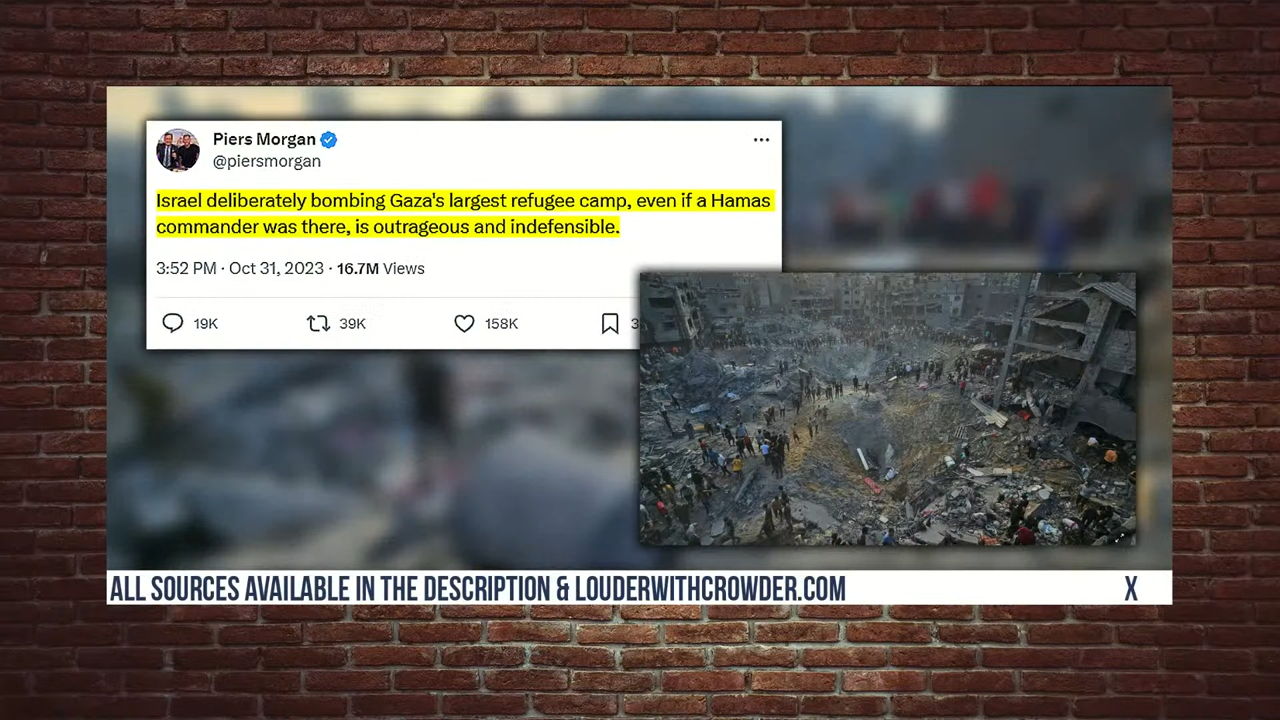 Piers Morgan
@piersmorgan
Israel deliberately bombing Gaza's largest refugee camp, even if a Hamas
commander was there, is outrageous and indefensible.
3:52 PM · Oct 31, 2023 · 16.7M Views
19K 39K 158K
ALL SOURCES AVAILABLE IN THE DESCRIPTION & LOUDERWITHCROWDER.COM X